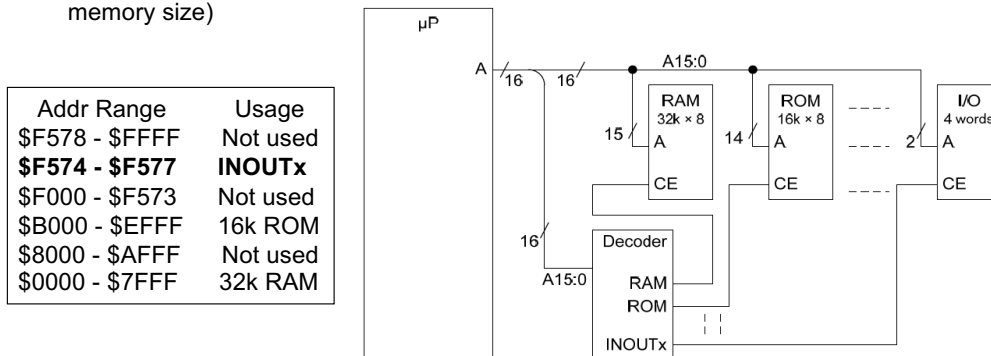 memory size)
Addr Range Usage
$F578 - $FFFF Not used
$F574 - $F577 INOUTx
$F000 - $F573 Not used
$B000 - $EFFF 16k ROM
$8000 - $AFFF Not used
$0000 - $7FFF 32k RAM
µP
A
16
16
A15:0
RAM
32k × 8
15
A
CE
ROM
16k × 8
14
A
CE
I/O
4 words
2
A
CE
16
A15:0
Decoder
RAM
ROM
INOUTx